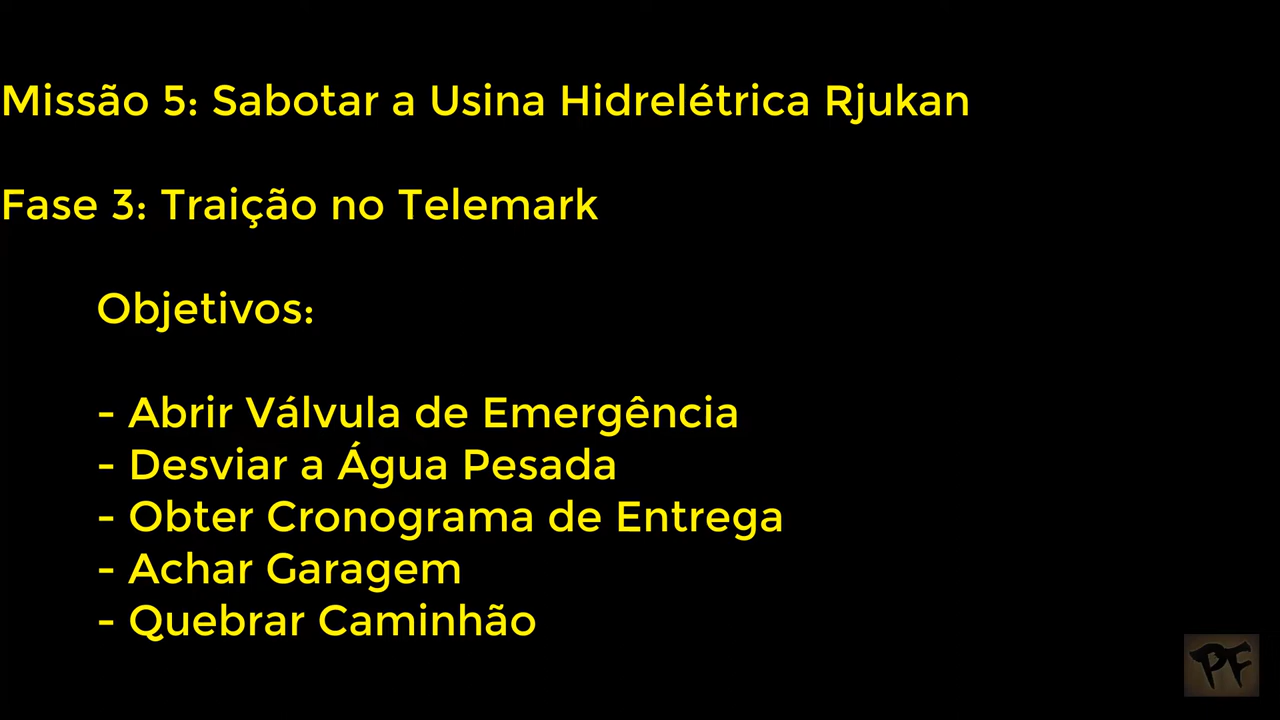 Missão 5: Sabotar a Usina Hidrelétrica Rjukan
Fase 3: Traição no Telemark
Objetivos:
- Abrir Válvula de Emergência
- Desviar a Água Pesada
- Obter Cronograma de Entrega
- Achar Garagem
- Quebrar Caminhão
PF